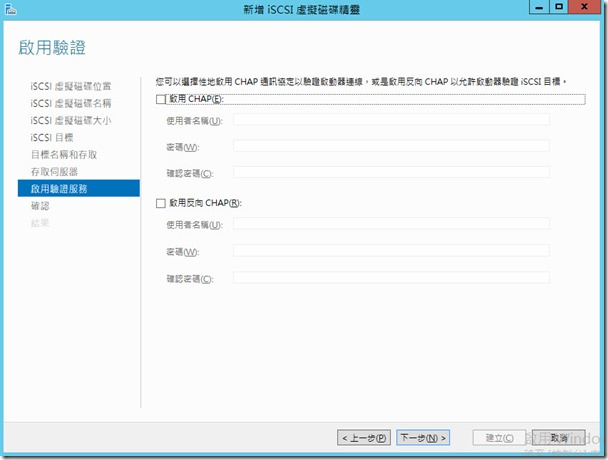 新增 iSCSI 虛擬磁碟精靈
啟用驗證
iSCSI 虛擬磁碟位置
iSCSI 虛擬磁碟名稱
iSCSI 虛擬磁碟大小
iSCSI 目標
目標名稱和存取
存取伺服器
啟用驗證服務
確認
結果
您可以選擇性地啟用 CHAP 通訊協定以驗證啟動器連線，或是啟用反向 CHAP 以允許啟動器驗證 iSCSI 目標。
啟用 CHAP(E):
使用者名稱(U):
密碼(W):
確認密碼(C):
啟用反向 CHAP(R):
使用者名稱(U):
密碼(W):
確認密碼(C):
< 上一步(P) 下一步(N) > 建立(C) 取消
啟用 Windo